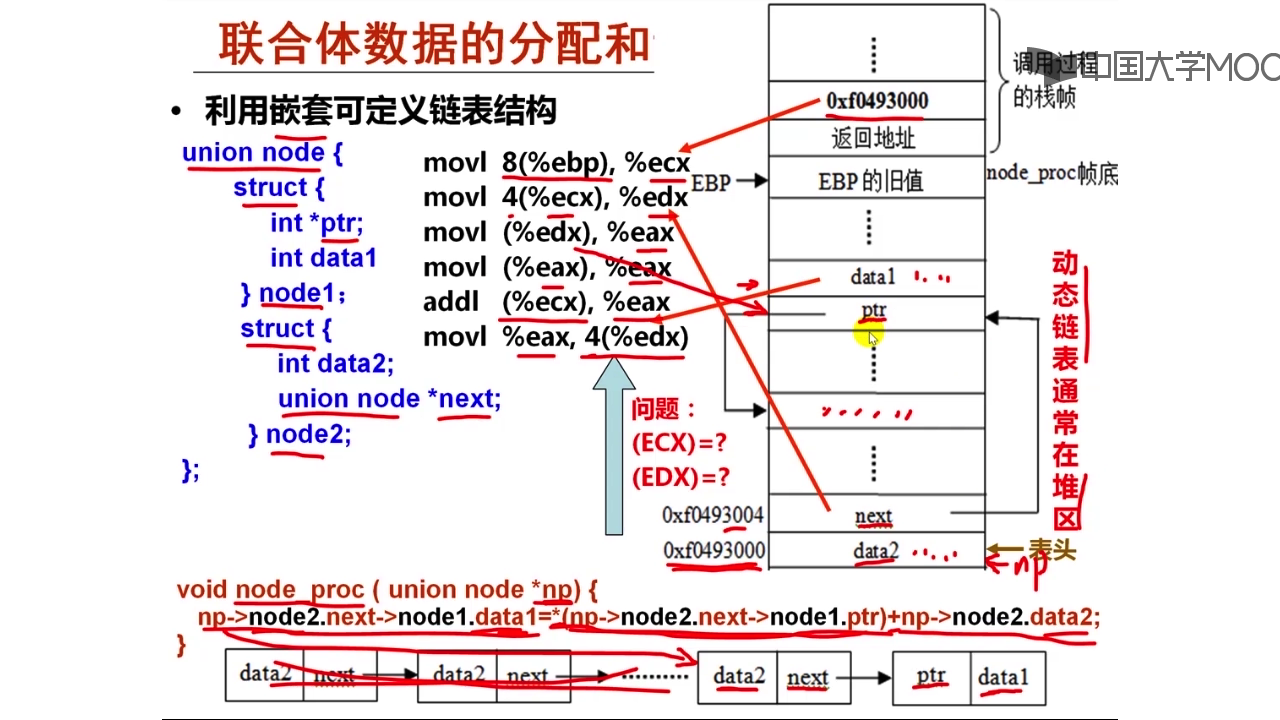 联合体数据的分配和
• 利用嵌套可定义链表结构
union node {
struct {
int *ptr;
int data1
} node1；
struct {
int data2;
union node *next;
} node2;
};
movl 8(%ebp), %ecx
movl 4(%ecx), %edx
movl (%edx), %eax
movl (%eax), %eax
addl (%ecx), %eax
movl %eax, 4(%edx)
问题：
(ECX)=?
(EDX)=?
中国大学MOO
调用过程
的栈帧
0xf0493000
返回地址
EBP
EBP 的旧值
node_proc帧底
data1
ptr
0xf0493004
next
0xf0493000
data2
表头
np
动态链表通常在堆区
void node_proc ( union node *np) {
np->node2.next->node1.data1=*(np->node2.next->node1.ptr)+np->node2.data2;
}
data2 next data2 next data2 next ptr data1